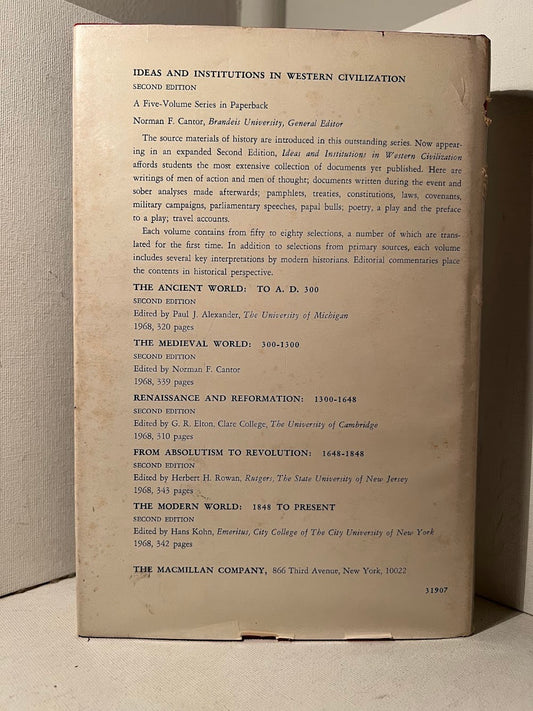 IDEAS AND INSTITUTIONS IN WESTERN CIVILIZATION
SECOND EDITION
A Five-Volume Series in Paperback
Norman F. Cantor, Brandeis University, General Editor
The source materials of history are introduced in this outstanding series. Now appear-
ing in an expanded Second Edition, Ideas and Institutions in Western Civilization
affords students the most extensive collection of documents yet published. Here are
writings of men of action and men of thought; documents written during the event and
sober analyses made afterwards; pamphlets, treaties, constitutions, laws, covenants,
military campaigns, parliamentary speeches, papal bulls; poetry, a play and the preface
to a play; travel accounts.
Each volume contains from fifty to eighty selections, a number of which are trans-
lated for the first time. In addition to selections from primary sources, each volume
includes several key interpretations by modern historians. Editorial commentaries place
the contents in historical perspective.
THE ANCIENT WORLD: TO A. D. 300
SECOND EDITION
Edited by Paul J. Alexander, The University of Michigan
1968, 320 pages
THE MEDIEVAL WORLD: 300-1300
SECOND EDITION
Edited by Norman F. Cantor
1968, 339 pages
RENAISSANCE AND REFORMATION: 1300-1648
SECOND EDITION
Edited by G. R. Elton, Clare College, The University of Cambridge
1968, 310 pages
FROM ABSOLUTISM TO REVOLUTION: 1648-1848
SECOND EDITION
Edited by Herbert H. Rowan, Rutgers, The State University of New Jersey
1968, 343 pages
THE MODERN WORLD: 1848 TO PRESENT
SECOND EDITION
Edited by Hans Kohn, Emeritus, City College of The City University of New York
1968, 342 pages
THE MACMILLAN COMPANY, 866 Third Avenue, New York, 10022
31907